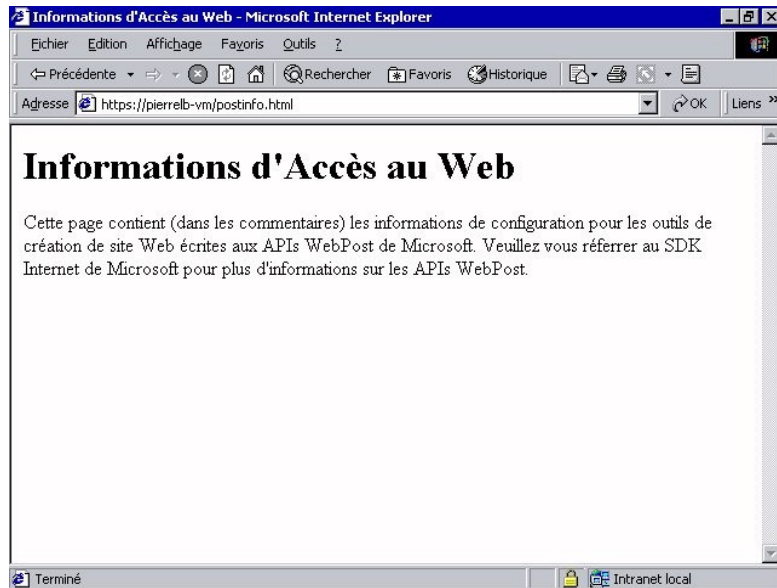 Informations d'Accès au Web - Microsoft Internet Explorer
Fichier Edition Affichage Favoris Outils ?
Précédente Rechercher Favoris Historique
Adresse https://pierrelb-vm/postinfo.html OK Liens »
Informations d'Accès au Web
Cette page contient (dans les commentaires) les informations de configuration pour les outils de
création de site Web écrites aux APIs WebPost de Microsoft. Veuillez vous réferrer au SDK
Internet de Microsoft pour plus d'informations sur les APIs WebPost.
Terminé Intranet local